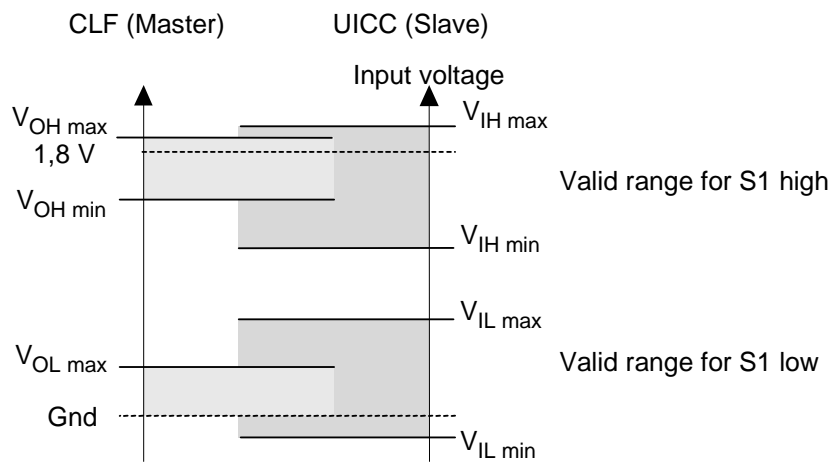 CLF (Master) UICC (Slave)
Input voltage
VOH max
VIH max
1,8 V
Valid range for S1 high
VOH min
VIH min
VIL max
VOL max
Valid range for S1 low
Gnd
VIL min